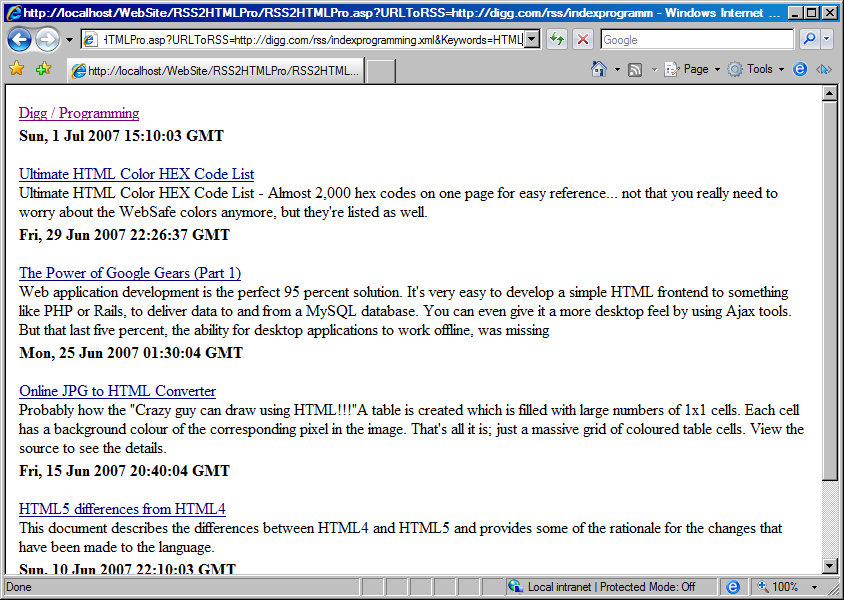 http://localhost/WebSite/RSS2HTMLPro/RSS2HTMLPro.asp?URLToRSS=http://digg.com/rss/indexprogramm - Windows Internet ...
HTMLPro.asp?URLToRSS=http://digg.com/rss/indexprogramming.xml&Keywords=HTML
Google
http://localhost/WebSite/RSS2HTMLPro/RSS2HTML...
Page
Tools
Digg / Programming
Sun, 1 Jul 2007 15:10:03 GMT
Ultimate HTML Color HEX Code List
Ultimate HTML Color HEX Code List - Almost 2,000 hex codes on one page for easy reference... not that you really need to
worry about the WebSafe colors anymore, but they're listed as well.
Fri, 29 Jun 2007 22:26:37 GMT
The Power of Google Gears (Part 1)
Web application development is the perfect 95 percent solution. It's very easy to develop a simple HTML frontend to something
like PHP or Rails, to deliver data to and from a MySQL database. You can even give it a more desktop feel by using Ajax tools.
But that last five percent, the ability for desktop applications to work offline, was missing
Mon, 25 Jun 2007 01:30:04 GMT
Online JPG to HTML Converter
Probably how the "Crazy guy can draw using HTML!!!"A table is created which is filled with large numbers of 1x1 cells. Each cell
has a background colour of the corresponding pixel in the image. That's all it is; just a massive grid of coloured table cells. View the
source to see the details.
Fri, 15 Jun 2007 20:40:04 GMT
HTML5 differences from HTML4
This document describes the differences between HTML4 and HTML5 and provides some of the rationale for the changes that
have been made to the language.
Sun, 10 Jun 2007 22:10:03 GMT
Done
Local intranet | Protected Mode: Off
100%